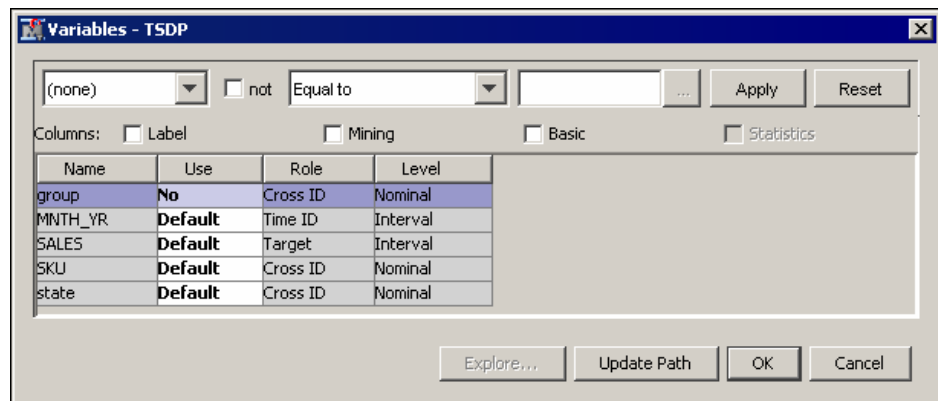 Variables - TSDP
(none) not Equal to ... Apply Reset
Columns: Label Mining Basic Statistics
Name Use Role Level
group No Cross ID Nominal
MNTH_YR Default Time ID Interval
SALES Default Target Interval
SKU Default Cross ID Nominal
state Default Cross ID Nominal
Explore... Update Path OK Cancel